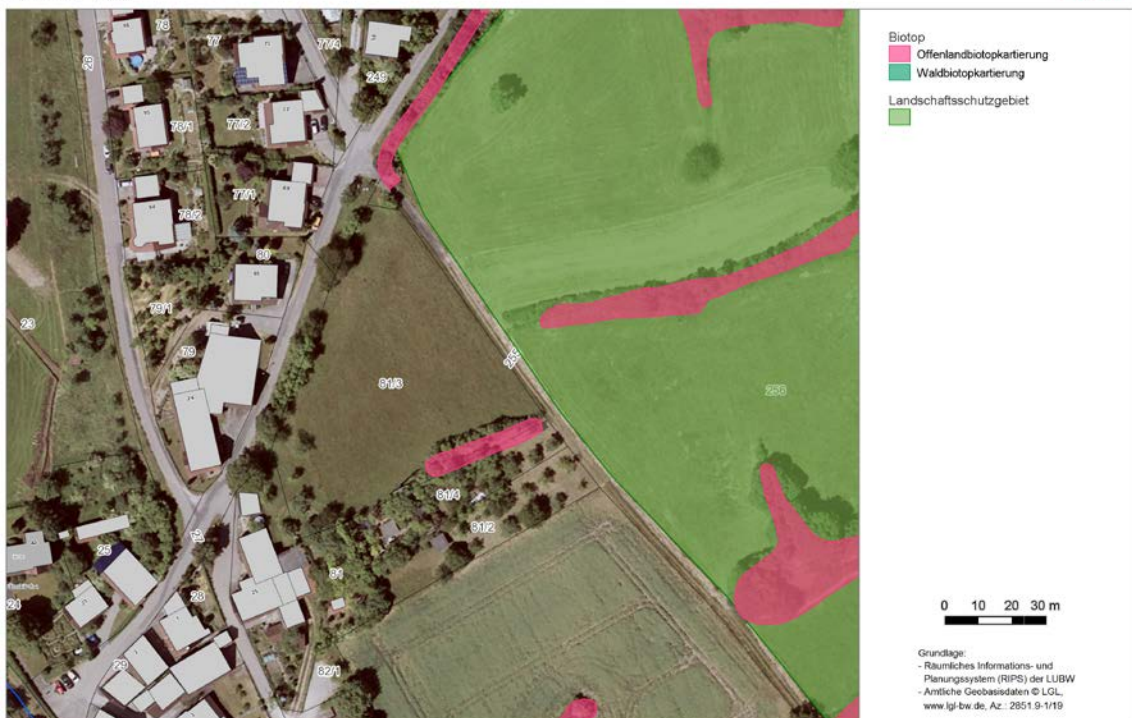 78
77
77/4
26
249
78/1
77/2
77/1
78/2
80
79/1
23
79
81/3
255
256
81/4
81/2
25
24
28
81
29
82/1
Biotop
Offenlandbiotopkartierung
Waldbiotopkartierung
Landschaftsschutzgebiet
0 10 20 30 m
Grundlage:
- Räumliches Informations- und
Planungssystem (RIPS) der LUBW
- Amtliche Geobasisdaten © LGL,
www.lgl-bw.de, Az.: 2851.9-1/19